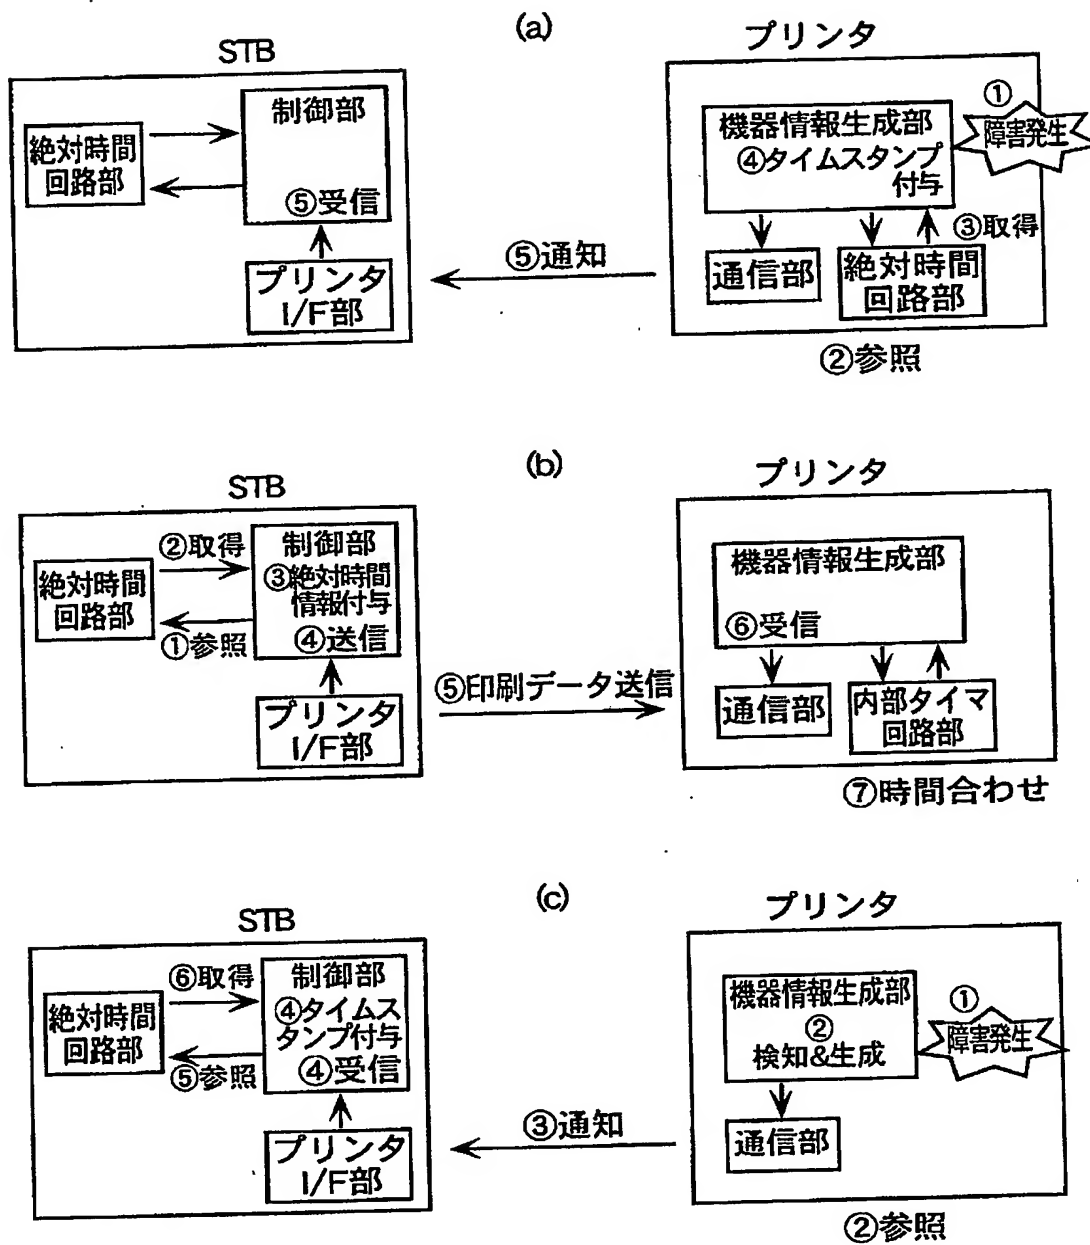 (a)
STB
プリンタ
絶対時間
回路部
制御部
⑤受信
プリンタ
I/F部
⑤通知
機器情報生成部
④タイムスタンプ
付与
①
障害発生
③取得
通信部
絶対時間
回路部
②参照
(b)
STB
プリンタ
絶対時間
回路部
②取得
①参照
制御部
③絶対時間
情報付与
④送信
プリンタ
I/F部
⑤印刷データ送信
機器情報生成部
⑥受信
通信部
内部タイマ
回路部
⑦時間合わせ
(c)
STB
プリンタ
絶対時間
回路部
⑥取得
⑤参照
制御部
④タイムス
タンプ付与
④受信
プリンタ
I/F部
③通知
機器情報生成部
②
検知&生成
①
障害発生
通信部
②参照